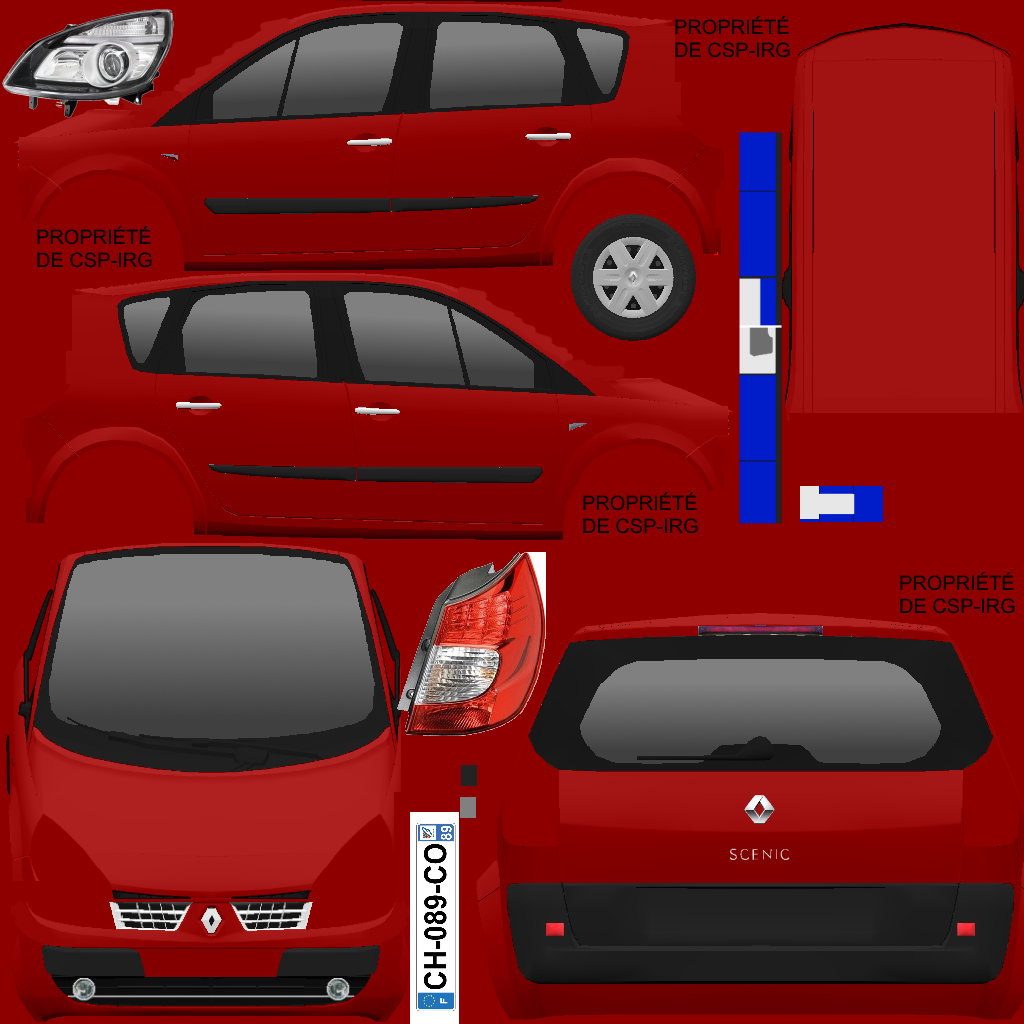 PROPRIÉTÉ
DE CSP-IRG
PROPRIÉTÉ
DE CSP-IRG
PROPRIÉTÉ
DE CSP-IRG
PROPRIÉTÉ
DE CSP-IRG
SCENIC
89
CH-089-CO
F